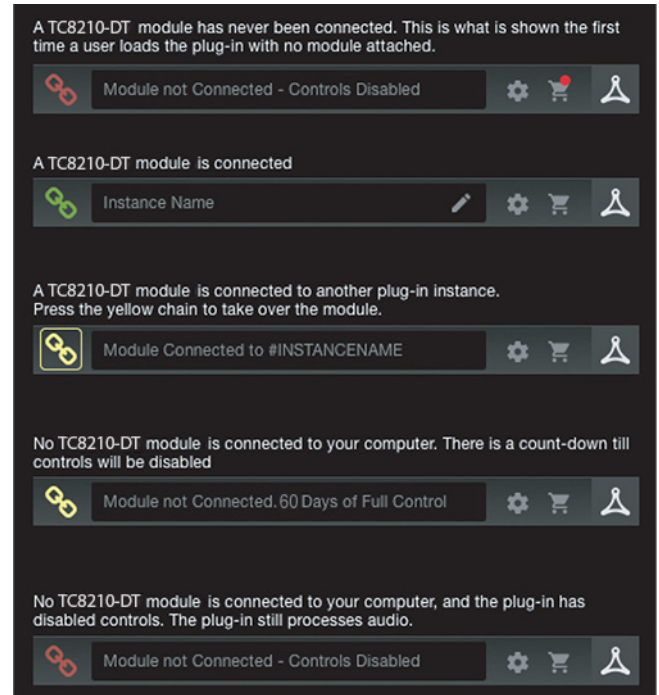 A TC8210-DT module has never been connected. This is what is shown the first
time a user loads the plug-in with no module attached.
Module not Connected - Controls Disabled
A TC8210-DT module is connected
Instance Name
A TC8210-DT module is connected to another plug-in instance.
Press the yellow chain to take over the module.
Module Connected to #INSTANCENAME
No TC8210-DT module is connected to your computer. There is a count-down till
controls will be disabled
Module not Connected. 60 Days of Full Control
No TC8210-DT module is connected to your computer, and the plug-in has
disabled controls. The plug-in still processes audio.
Module not Connected - Controls Disabled